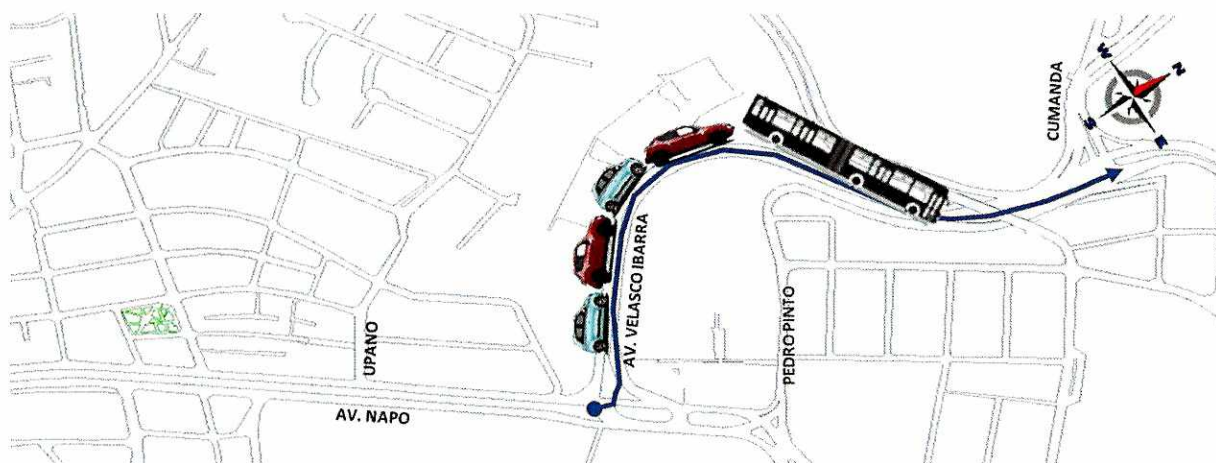 CUMANDA
W
N
S
E
AV. VELASCO IBARRA
PEDRO PINTO
UPANO
AV. NAPO